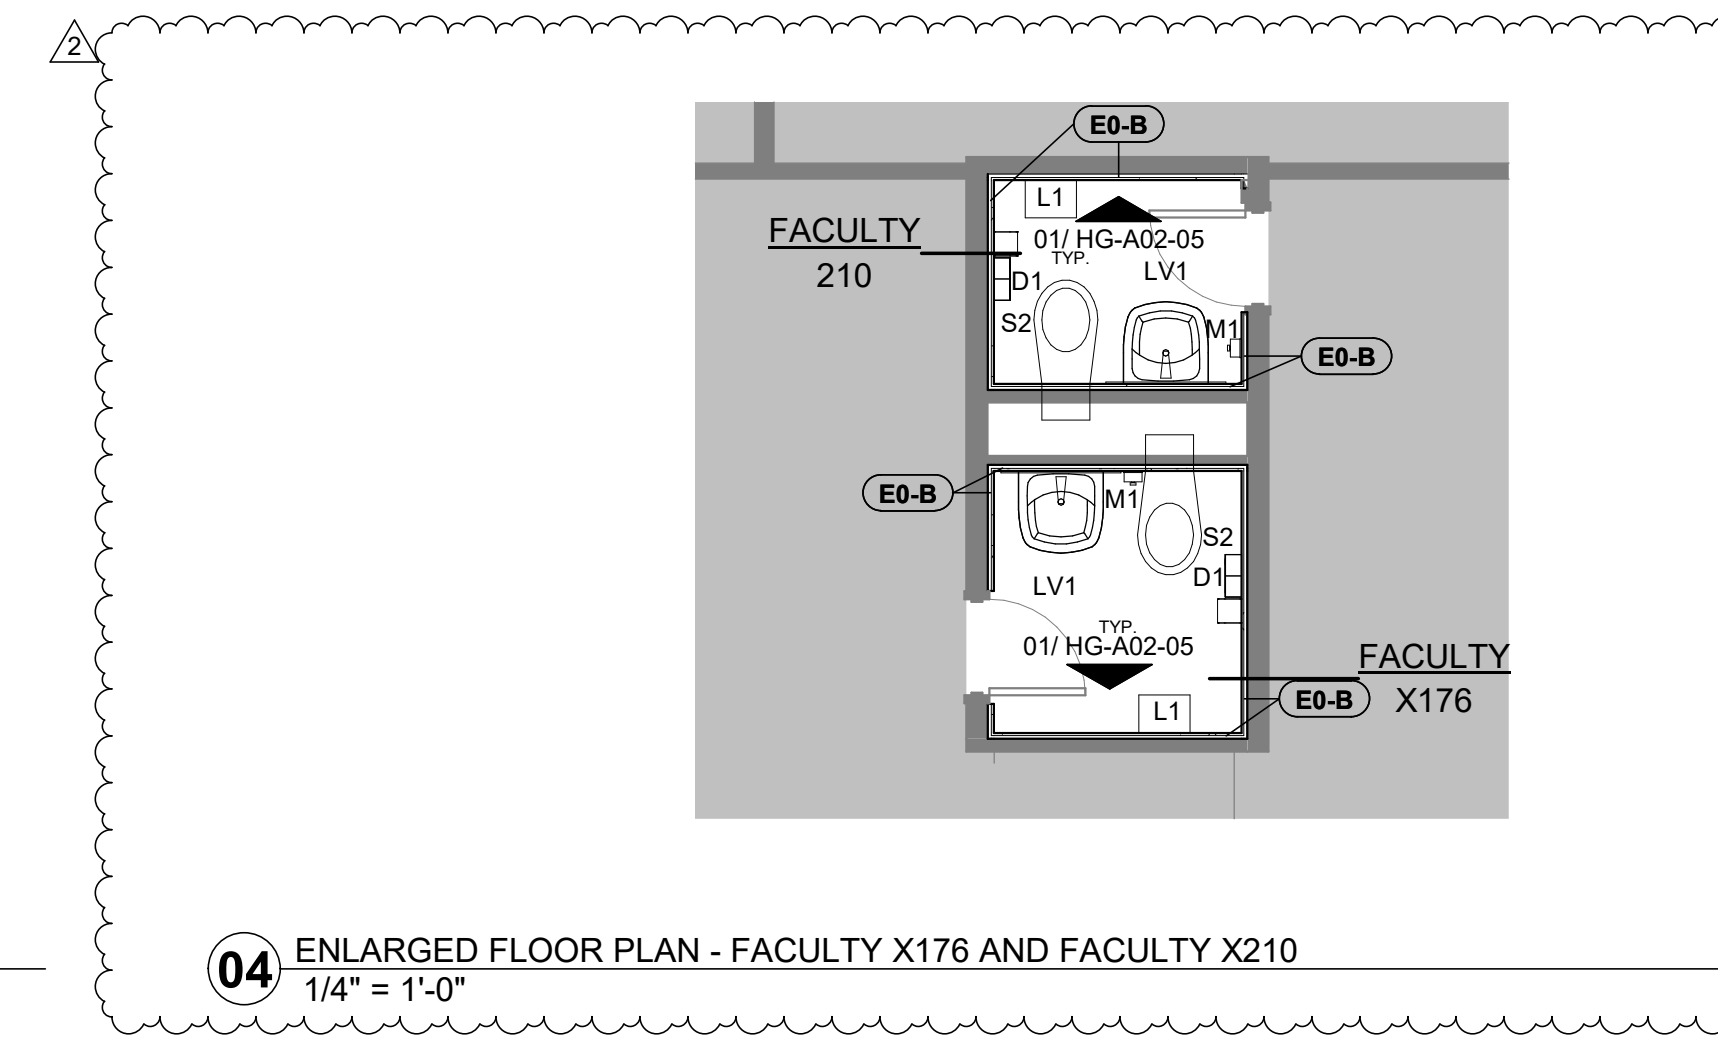 2
E0-B
L1
FACULTY
210
01/ HG-A02-05
TYP.
LV1
D1
S2
M1
E0-B
E0-B
M1
S2
D1
LV1
TYP.
01/ HG-A02-05
FACULTY
X176
E0-B
L1
04
ENLARGED FLOOR PLAN - FACULTY X176 AND FACULTY X210
1/4" = 1'-0"